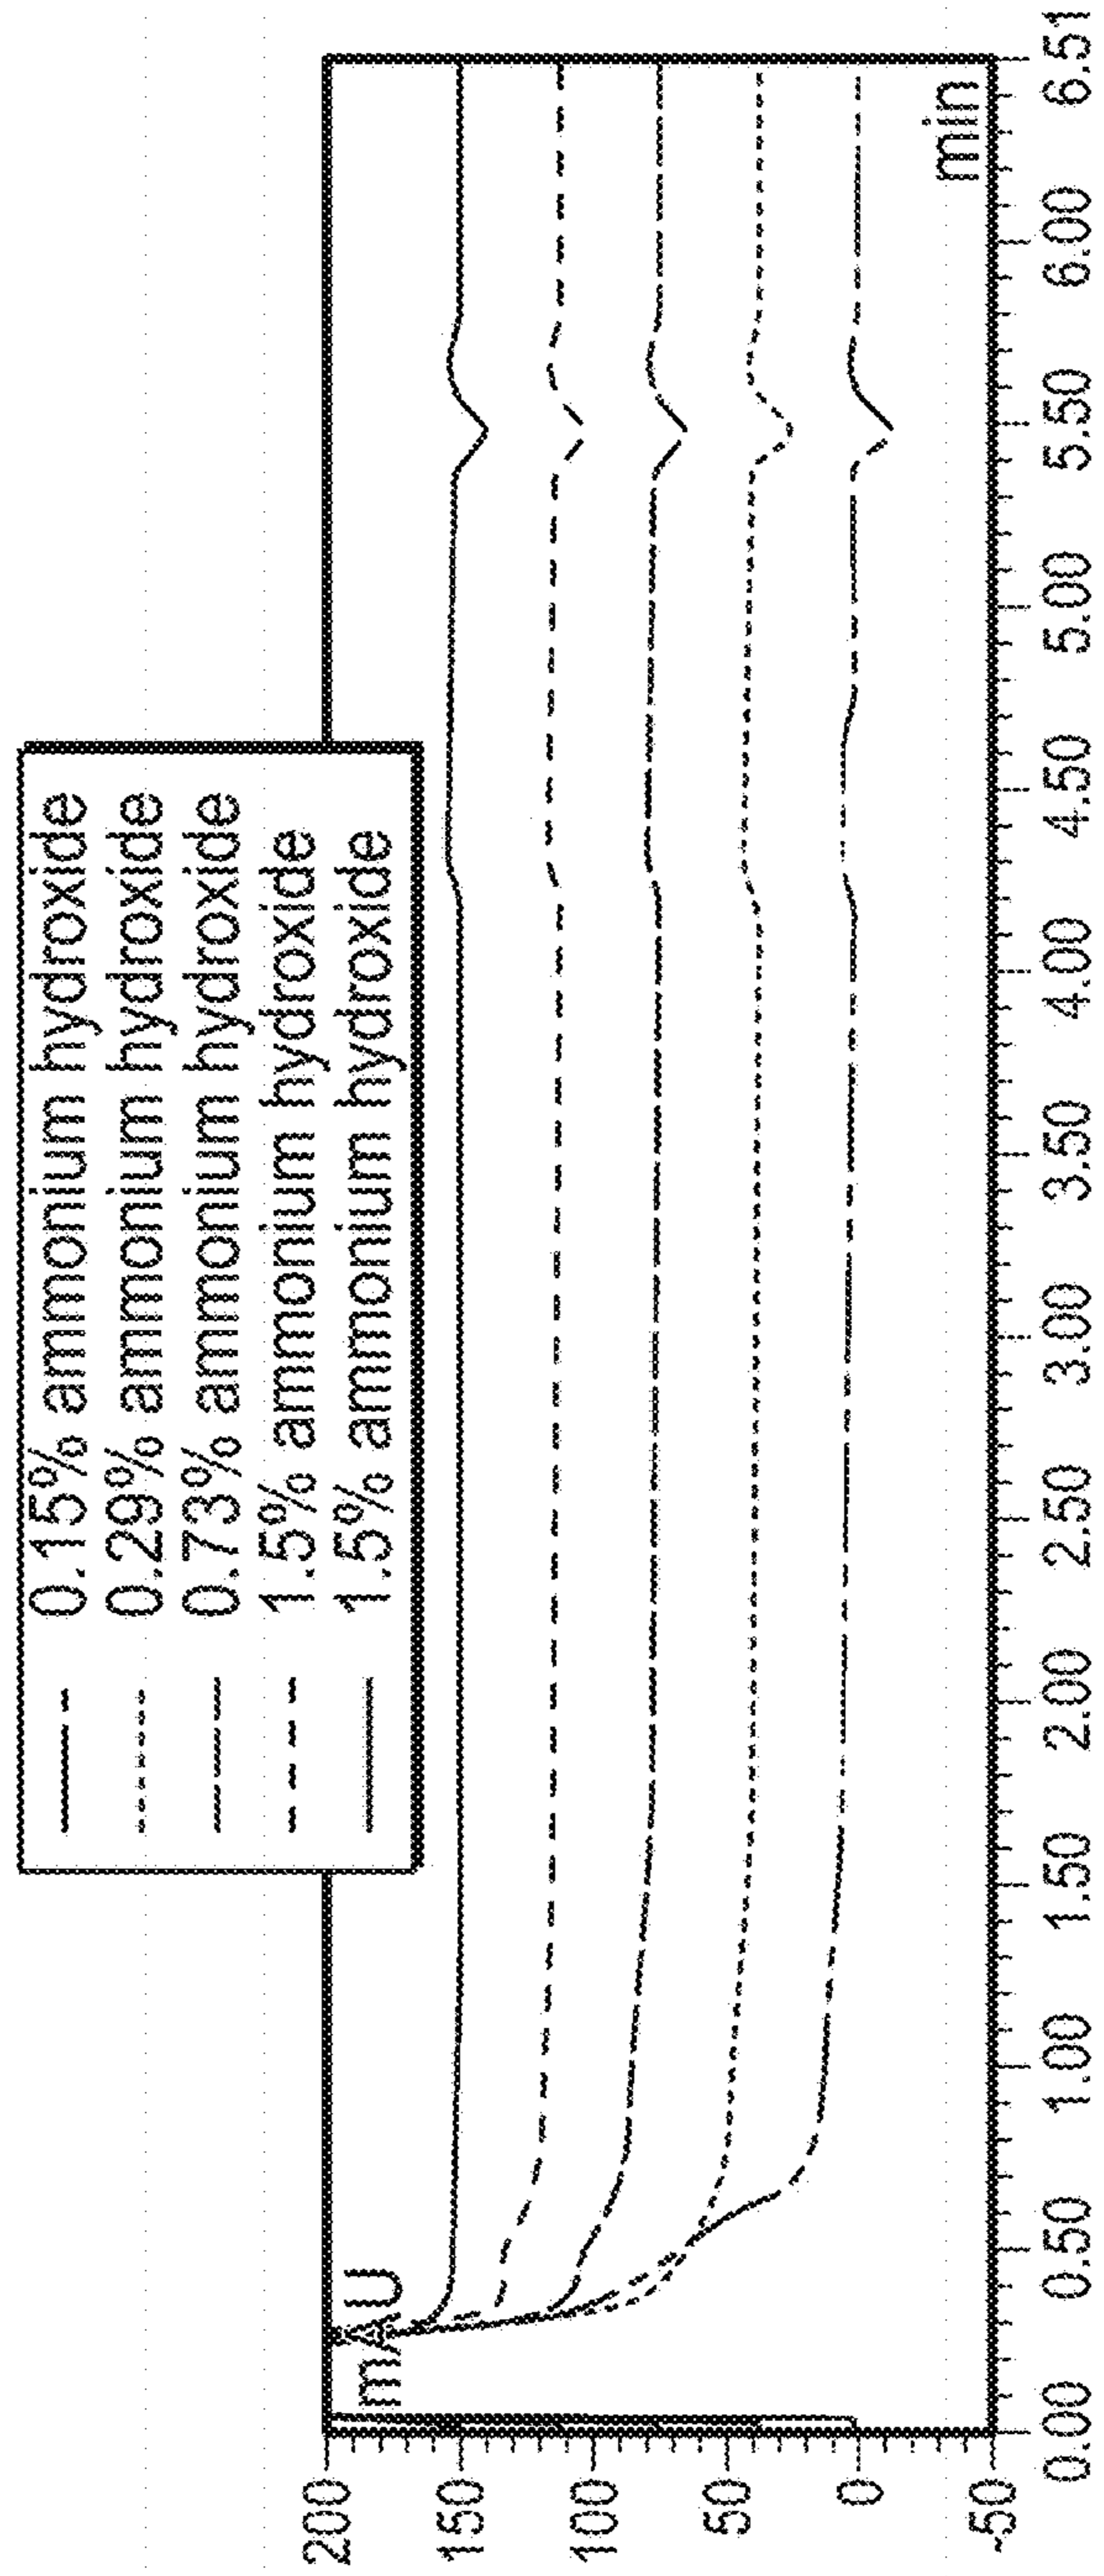 0.15% ammonium hydroxide
0.29% ammonium hydroxide
0.73% ammonium hydroxide
1.5% ammonium hydroxide
1.5% ammonium hydroxide
200
mAU
150
100
50
0
-50
min
0.00 0.50 1.00 1.50 2.00 2.50 3.00 3.50 4.00 4.50 5.00 5.50 6.00 6.51